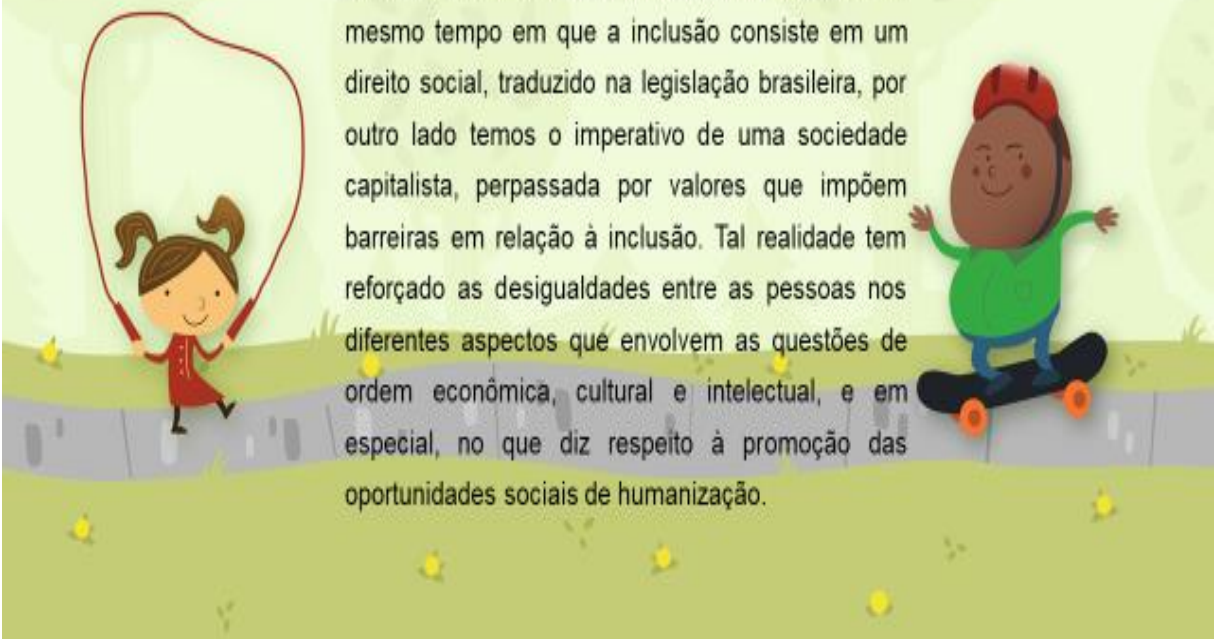 mesmo tempo em que a inclusão consiste em um
direito social, traduzido na legislação brasileira, por
outro lado temos o imperativo de uma sociedade
capitalista, perpassada por valores que impõem
barreiras em relação à inclusão. Tal realidade tem
reforçado as desigualdades entre as pessoas nos
diferentes aspectos que envolvem as questões de
ordem econômica, cultural e intelectual, e em
especial, no que diz respeito à promoção das
oportunidades sociais de humanização.